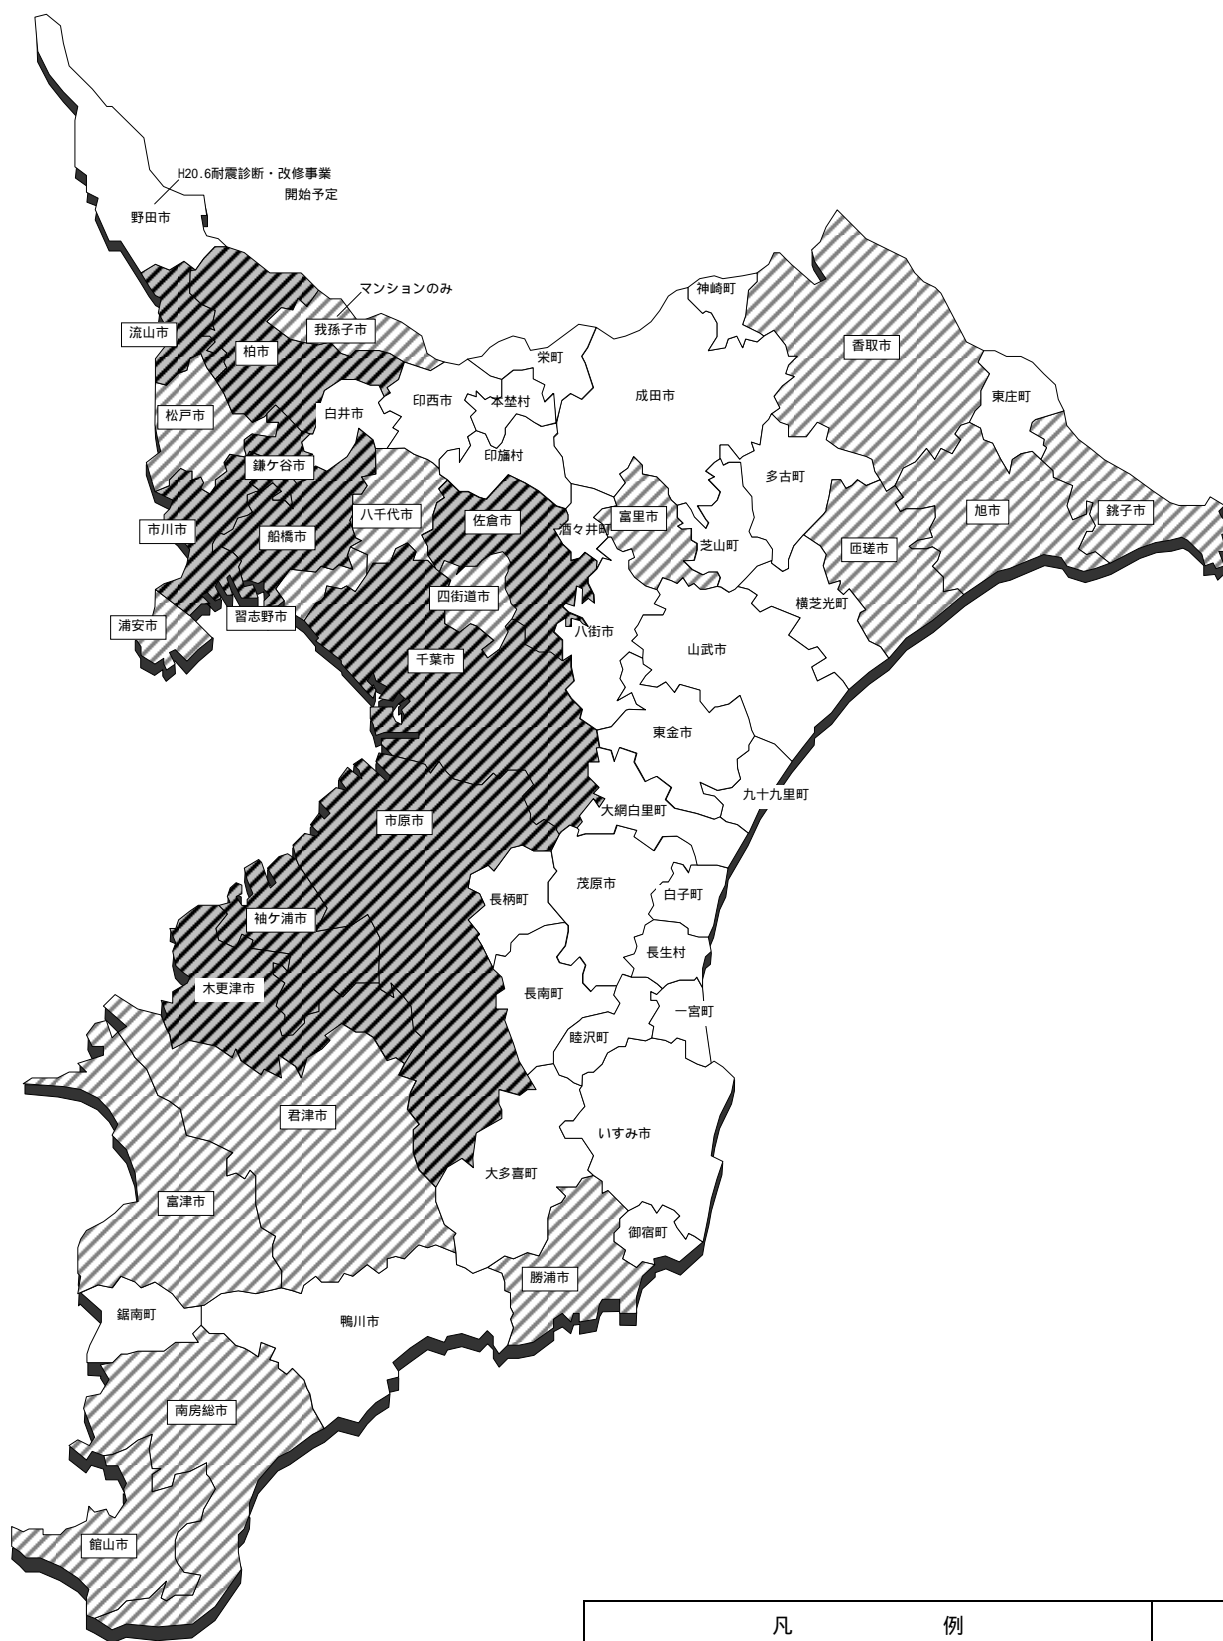 H20.6耐震診断・改修事業
開始予定
野田市
マンションのみ
神崎町
流山市
我孫子市
柏市
香取市
栄町
成田市
東庄町
松戸市
白井市
印西市
本埜村
印旛村
鎌ケ谷市
多古町
八千代市
佐倉市
富里市
旭市
銚子市
市川市
船橋市
酒々井町
芝山町
匝瑳市
四街道市
横芝光町
浦安市
習志野市
八街市
千葉市
山武市
東金市
九十九里町
大網白里町
市原市
茂原市
白子町
長柄町
袖ケ浦市
長生村
木更津市
長南町
一宮町
睦沢町
君津市
いすみ市
大多喜町
富津市
御宿町
勝浦市
鋸南町
鴨川市
南房総市
館山市
凡例